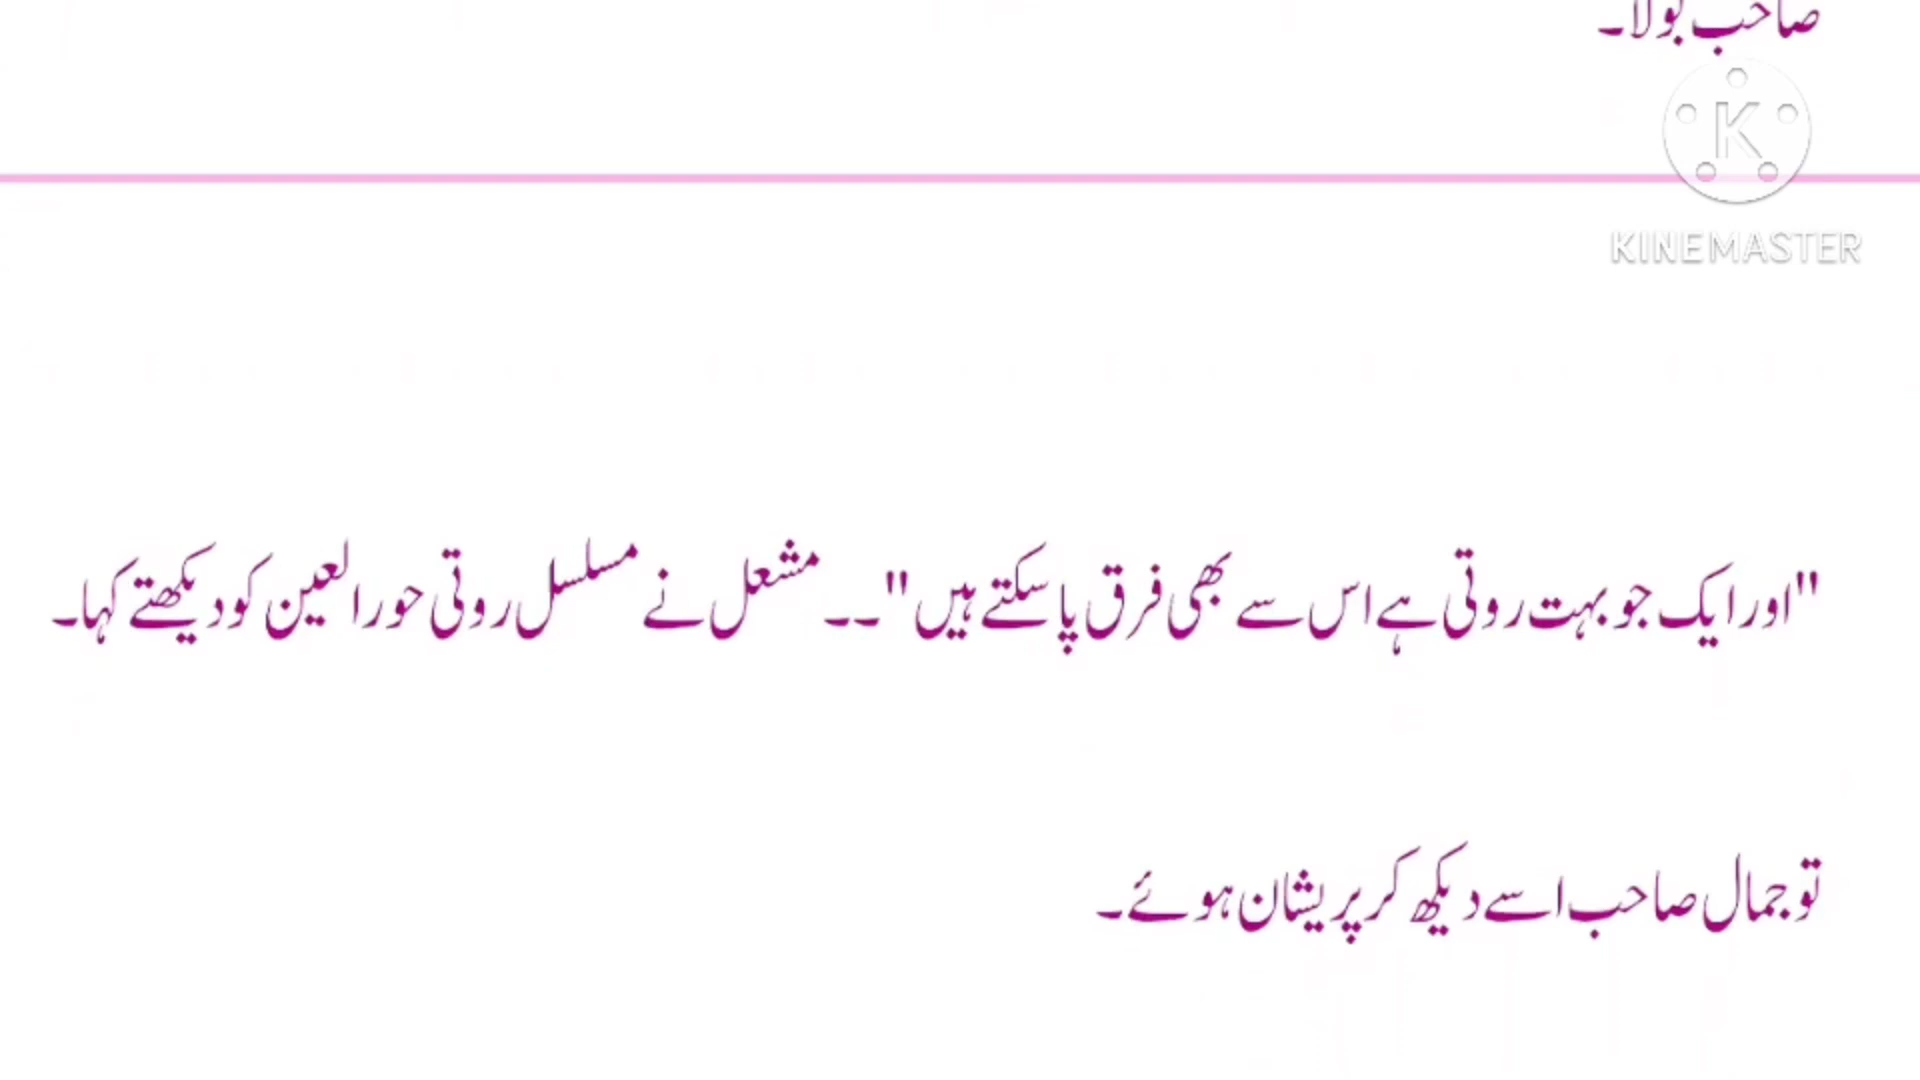 صاحب بولا۔
KINEMASTER
"اور ایک جو بہت روتی ہے اس سے بھی فرق پا سکتے ہیں"۔۔ مشعل نے مسلسل روتی حورالعین کو دیکھتے کہا۔
تو جمال صاحب اسے دیکھ کر پریشان ہوئے۔